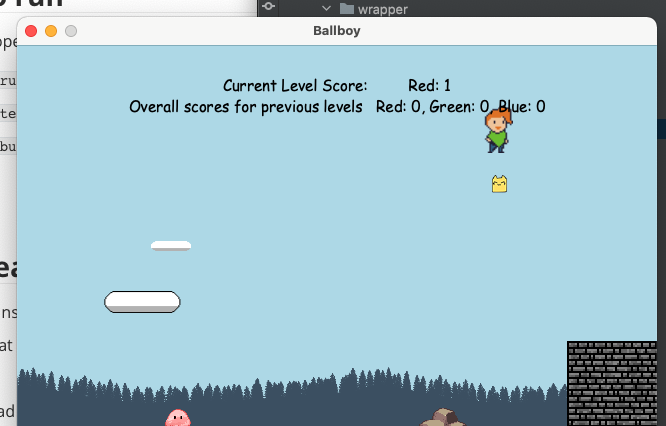 wrapper
Ballboy
Current Level Score: Red: 1
Overall scores for previous levels Red: 0, Green: 0, Blue: 0